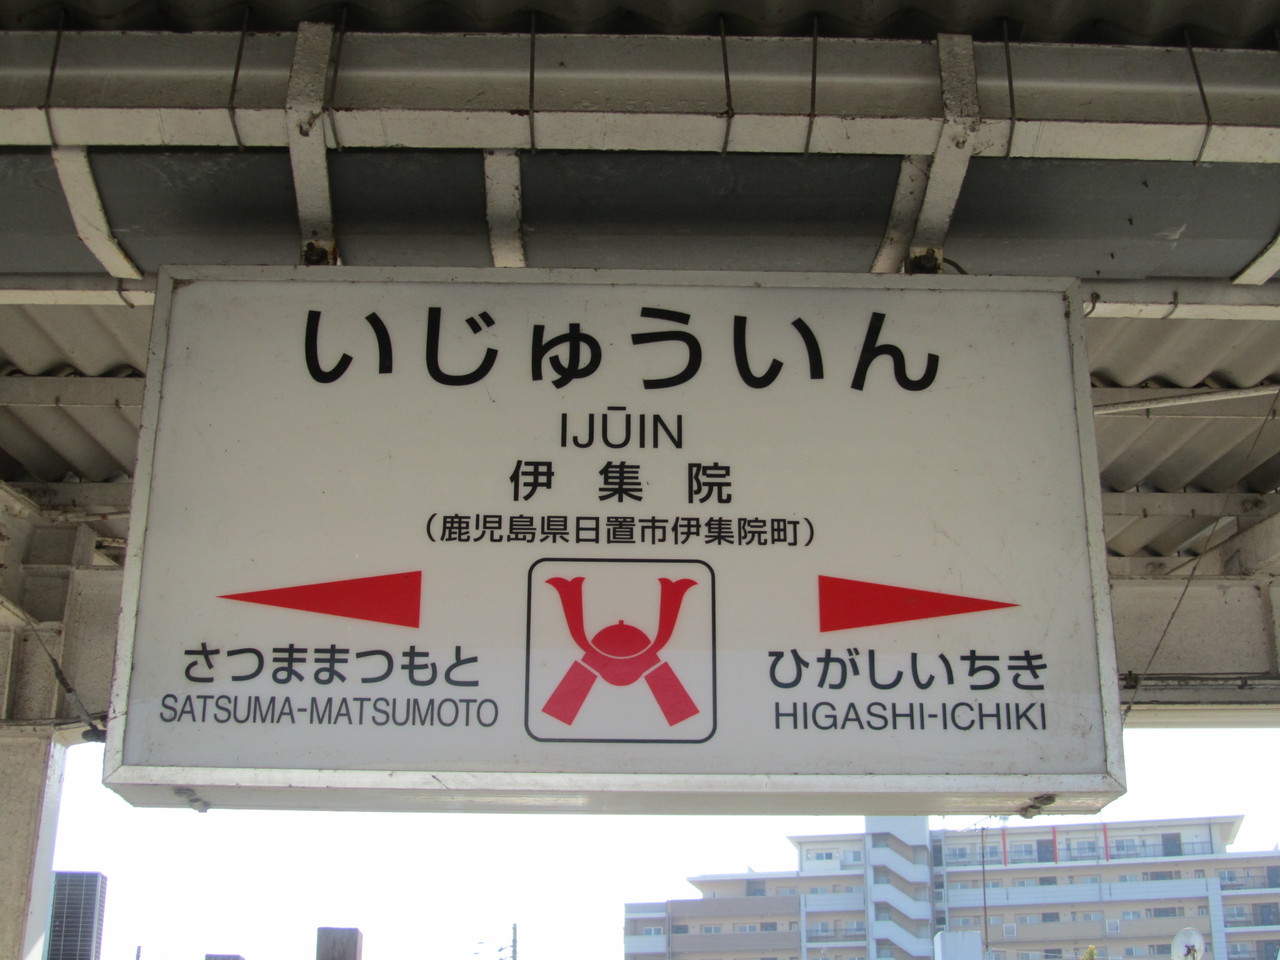 いじゅういん
IJŪIN
伊集院
（鹿児島県日置市伊集院町）
さつままつもと
SATSUMA-MATSUMOTO
ひがしいちき
HIGASHI-ICHIKI